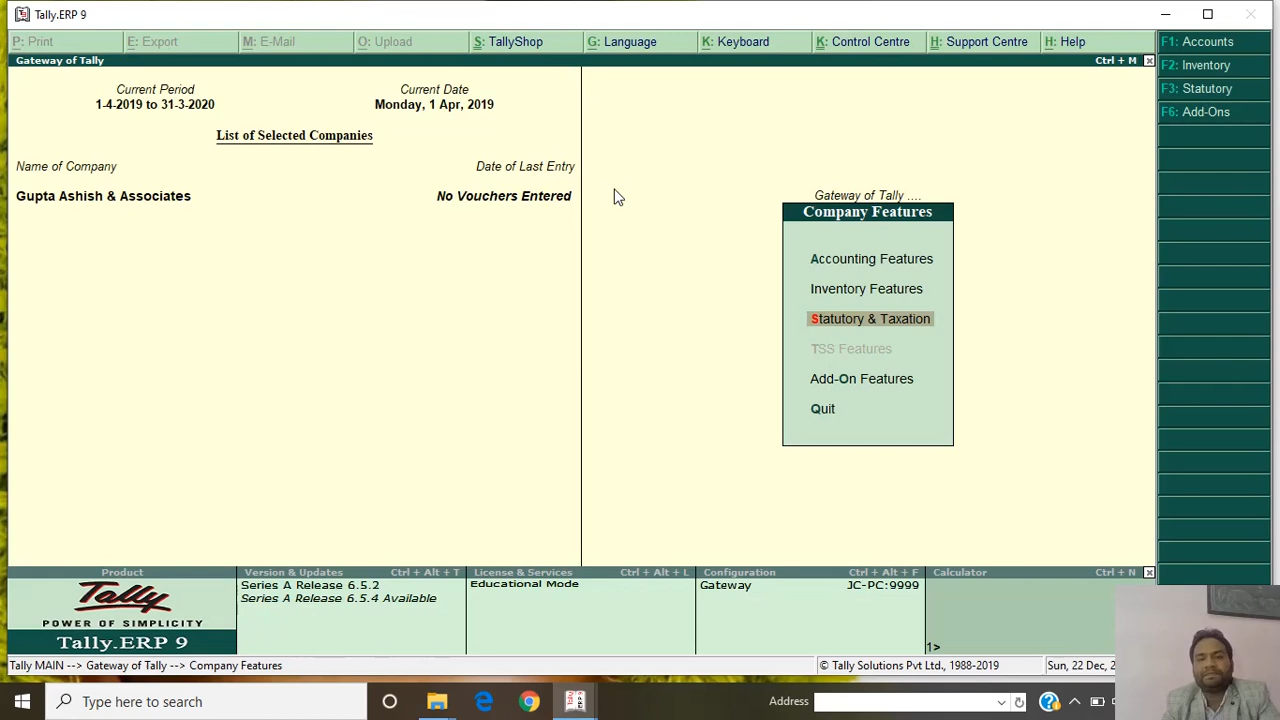 Tally.ERP 9
P: Print E: Export M: E-Mail O: Upload S: TallyShop G: Language K: Keyboard K: Control Centre H: Support Centre H: Help
F1: Accounts
F2: Inventory
F3: Statutory
F6: Add-Ons
Gateway of Tally Ctrl + M
Current Period Current Date
1-4-2019 to 31-3-2020 Monday, 1 Apr, 2019
List of Selected Companies
Name of Company Date of Last Entry
Gupta Ashish & Associates No Vouchers Entered
Gateway of Tally ....
Company Features
Accounting Features
Inventory Features
Statutory & Taxation
TSS Features
Add-On Features
Quit
Product Version & Updates Ctrl + Alt + T License & Services Ctrl + Alt + L Configuration Ctrl + Alt + F Calculator Ctrl + N
Tally
POWER OF SIMPLICITY
Tally.ERP 9
Series A Release 6.5.2
Series A Release 6.5.4 Available
Educational Mode
Gateway JC-PC:9999
1>
Tally MAIN --> Gateway of Tally --> Company Features © Tally Solutions Pvt Ltd., 1988-2019 Sun, 22 Dec, 2
Type here to search Address